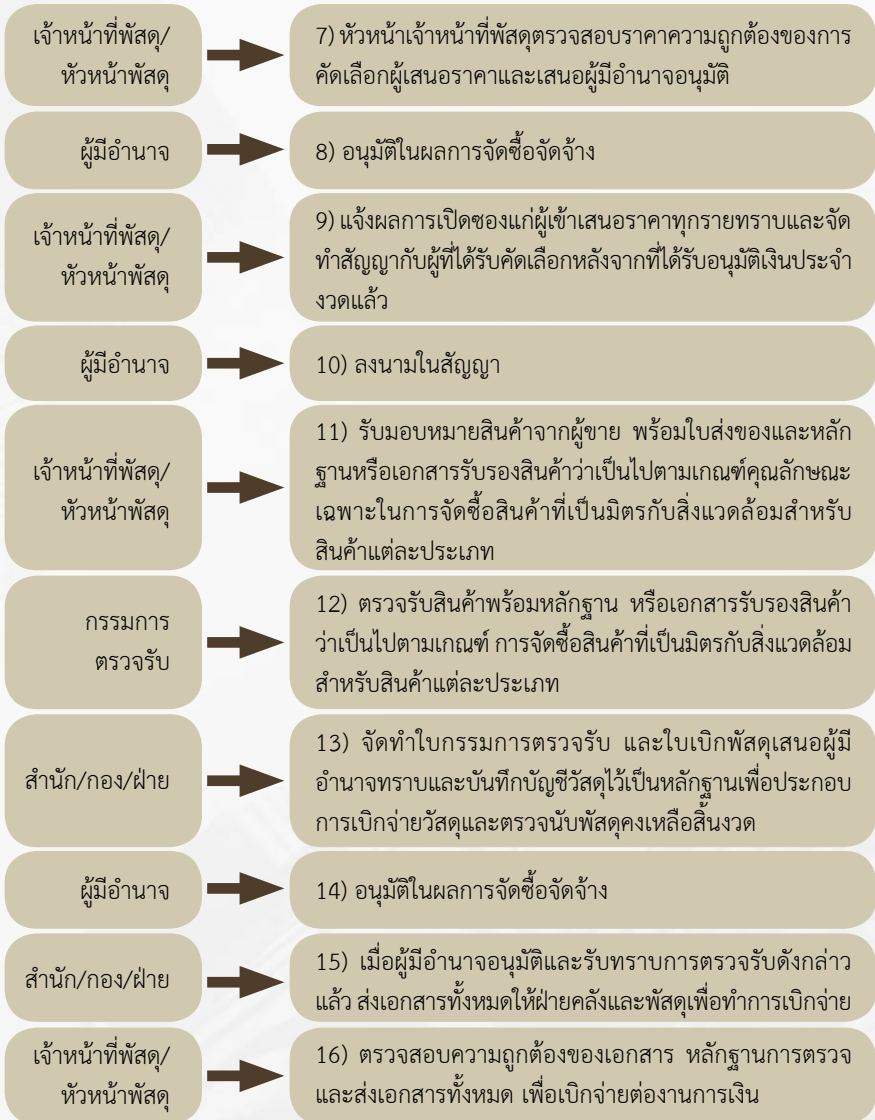 เจ้าหน้าที่พัสดุ/
หัวหน้าพัสดุ
7) หัวหน้าเจ้าหน้าที่พัสดุตรวจสอบราคาความถูกต้องของการ
คัดเลือกผู้เสนอราคาและเสนอผู้มีอำนาจอนุมัติ
ผู้มีอำนาจ
8) อนุมัติในผลการจัดซื้อจัดจ้าง
เจ้าหน้าที่พัสดุ/
หัวหน้าพัสดุ
9) แจ้งผลการเปิดซองแก่ผู้เข้าเสนอราคาทุกรายทราบและจัด
ทำสัญญากับผู้ที่ได้รับคัดเลือกหลังจากที่ได้รับอนุมัติเงินประจำ
งวดแล้ว
ผู้มีอำนาจ
10) ลงนามในสัญญา
เจ้าหน้าที่พัสดุ/
หัวหน้าพัสดุ
11) รับมอบหมายสินค้าจากผู้ขาย พร้อมใบส่งของและหลัก
ฐานหรือเอกสารรับรองสินค้าว่าเป็นไปตามเกณฑ์คุณลักษณะ
เฉพาะในการจัดซื้อสินค้าที่เป็นมิตรกับสิ่งแวดล้อมสำหรับ
สินค้าแต่ละประเภท
กรรมการ
ตรวจรับ
12) ตรวจรับสินค้าพร้อมหลักฐาน หรือเอกสารรับรองสินค้า
ว่าเป็นไปตามเกณฑ์ การจัดซื้อสินค้าที่เป็นมิตรกับสิ่งแวดล้อม
สำหรับสินค้าแต่ละประเภท
สำนัก/กอง/ฝ่าย
13) จัดทำใบกรรมการตรวจรับ และใบเบิกพัสดุเสนอผู้มี
อำนาจทราบและบันทึกบัญชีวัสดุไว้เป็นหลักฐานเพื่อประกอบ
การเบิกจ่ายวัสดุและตรวจนับพัสดุคงเหลือสิ้นงวด
ผู้มีอำนาจ
14) อนุมัติในผลการจัดซื้อจัดจ้าง
สำนัก/กอง/ฝ่าย
15) เมื่อผู้มีอำนาจอนุมัติและรับทราบการตรวจรับดังกล่าว
แล้ว ส่งเอกสารทั้งหมดให้ฝ่ายคลังและพัสดุเพื่อทำการเบิกจ่าย
เจ้าหน้าที่พัสดุ/
หัวหน้าพัสดุ
16) ตรวจสอบความถูกต้องของเอกสาร หลักฐานการตรวจ
และส่งเอกสารทั้งหมด เพื่อเบิกจ่ายต่องานการเงิน